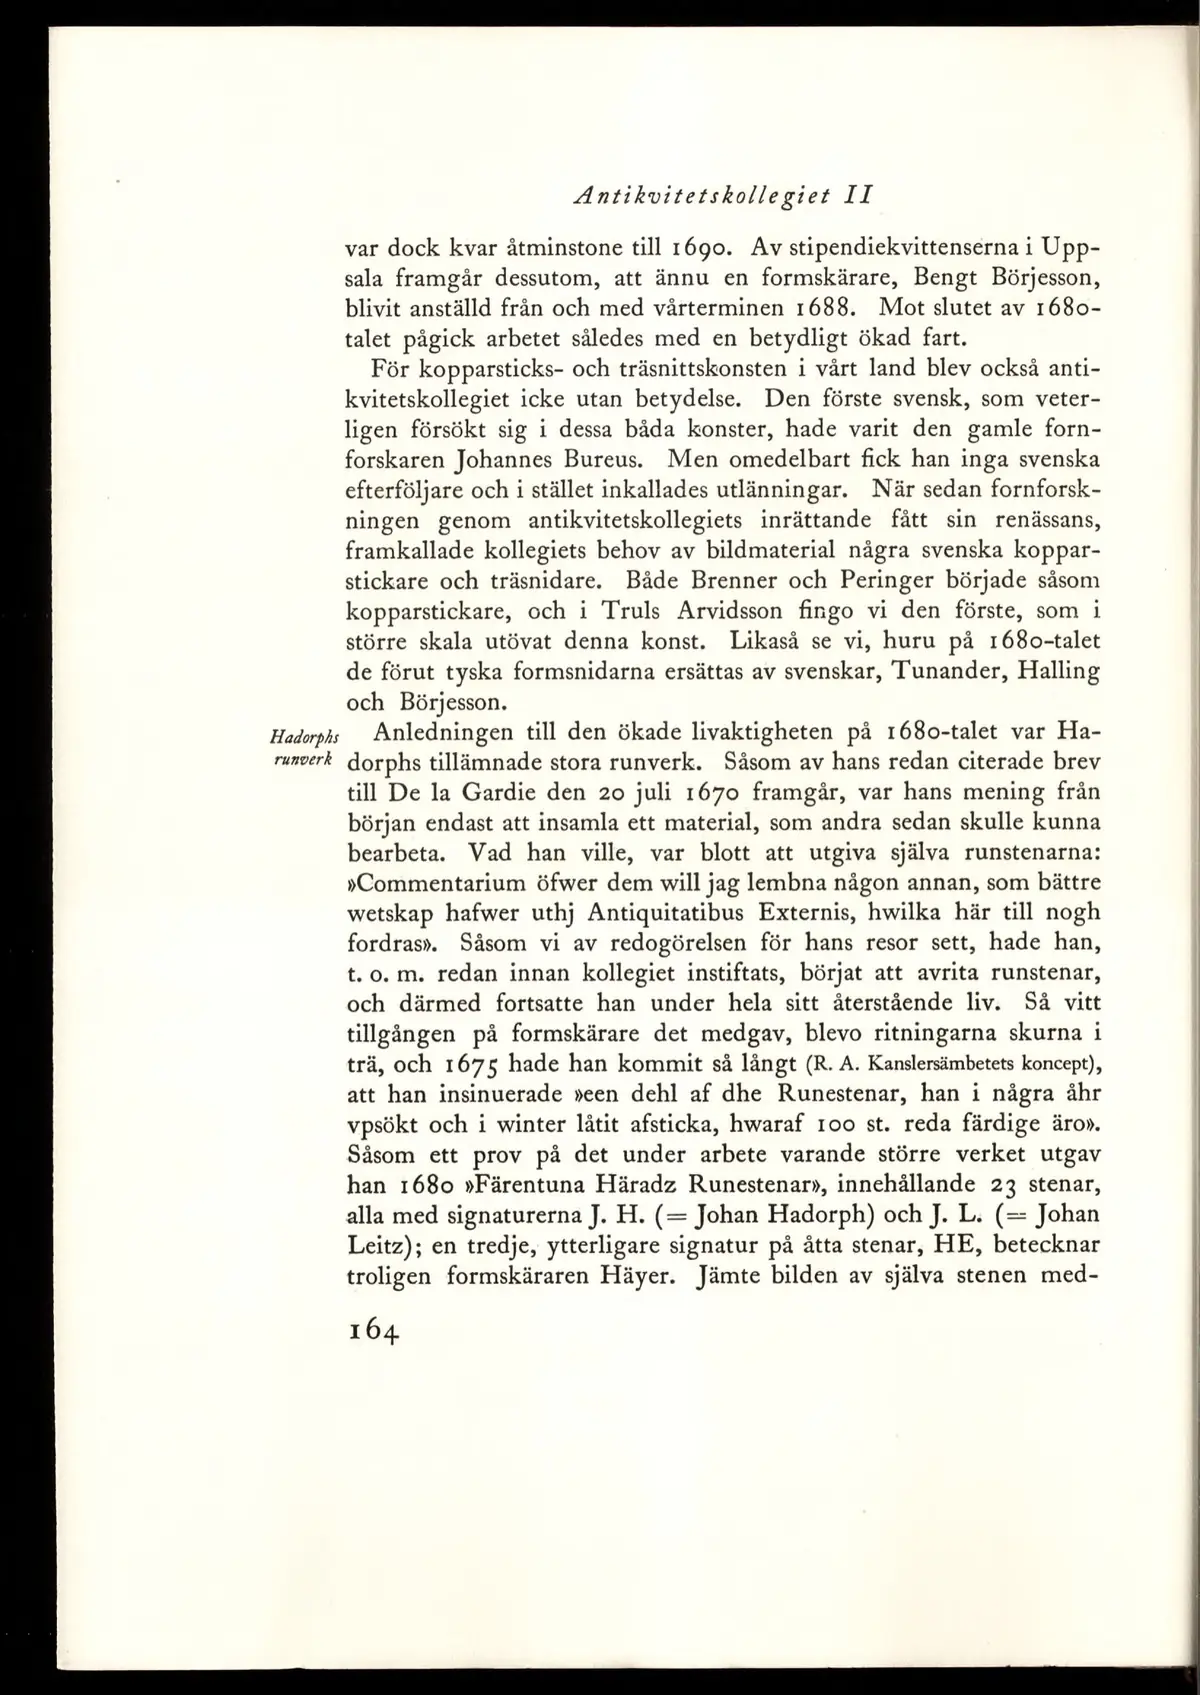 Antikvitetskollegiet II
var dock kvar åtminstone till 1690. Av stipendiekvittenserna i Upp-
sala framgår dessutom, att ännu en formskärare, Bengt Börjesson,
blivit anställd från och med vårterminen 1688. Mot slutet av 1680-
talet pågick arbetet således med en betydligt ökad fart.
För kopparsticks- och träsnittskonsten i vårt land blev också anti-
kvitetskollegiet icke utan betydelse. Den förste svensk, som veter-
ligen försökt sig i dessa båda konster, hade varit den gamle forn-
forskaren Johannes Bureus. Men omedelbart fick han inga svenska
efterföljare och i stället inkallades utlänningar. När sedan fornforsk-
ningen genom antikvitetskollegiets inrättande fått sin renässans,
framkallade kollegiets behov av bildmaterial några svenska koppar-
stickare och träsnidare. Både Brenner och Peringer började såsom
kopparstickare, och i Truls Arvidsson fingo vi den förste, som i
större skala utövat denna konst. Likaså se vi, huru på 1680-talet
de förut tyska formsnidarna ersättas av svenskar, Tunander, Halling
och Börjesson.
Hadorphs
runverk
Anledningen till den ökade livaktigheten på 1680-talet var Ha-
dorphs tillämnade stora runverk. Såsom av hans redan citerade brev
till De la Gardie den 20 juli 1670 framgår, var hans mening från
början endast att insamla ett material, som andra sedan skulle kunna
bearbeta. Vad han ville, var blott att utgiva själva runstenarna:
»Commentarium öfwer dem will jag lembna någon annan, som bättre
wetskap hafwer uthj Antiquitatibus Externis, hwilka här till nogh
fordras». Såsom vi av redogörelsen för hans resor sett, hade han,
t. o. m. redan innan kollegiet instiftats, börjat att avrita runstenar,
och därmed fortsatte han under hela sitt återstående liv. Så vitt
tillgången på formskärare det medgav, blevo ritningarna skurna i
trä, och 1675 hade han kommit så långt (R. A. Kanslersämbetets koncept),
att han insinuerade »een dehl af dhe Runestenar, han i några åhr
vpsökt och i winter låtit afsticka, hwaraf 100 st. reda färdige äro».
Såsom ett prov på det under arbete varande större verket utgav
han 1680 »Färentuna Häradz Runestenar», innehållande 23 stenar,
alla med signaturerna J. H. (= Johan Hadorph) och J. L. (= Johan
Leitz); en tredje, ytterligare signatur på åtta stenar, HE, betecknar
troligen formskäraren Häyer. Jämte bilden av själva stenen med-
164